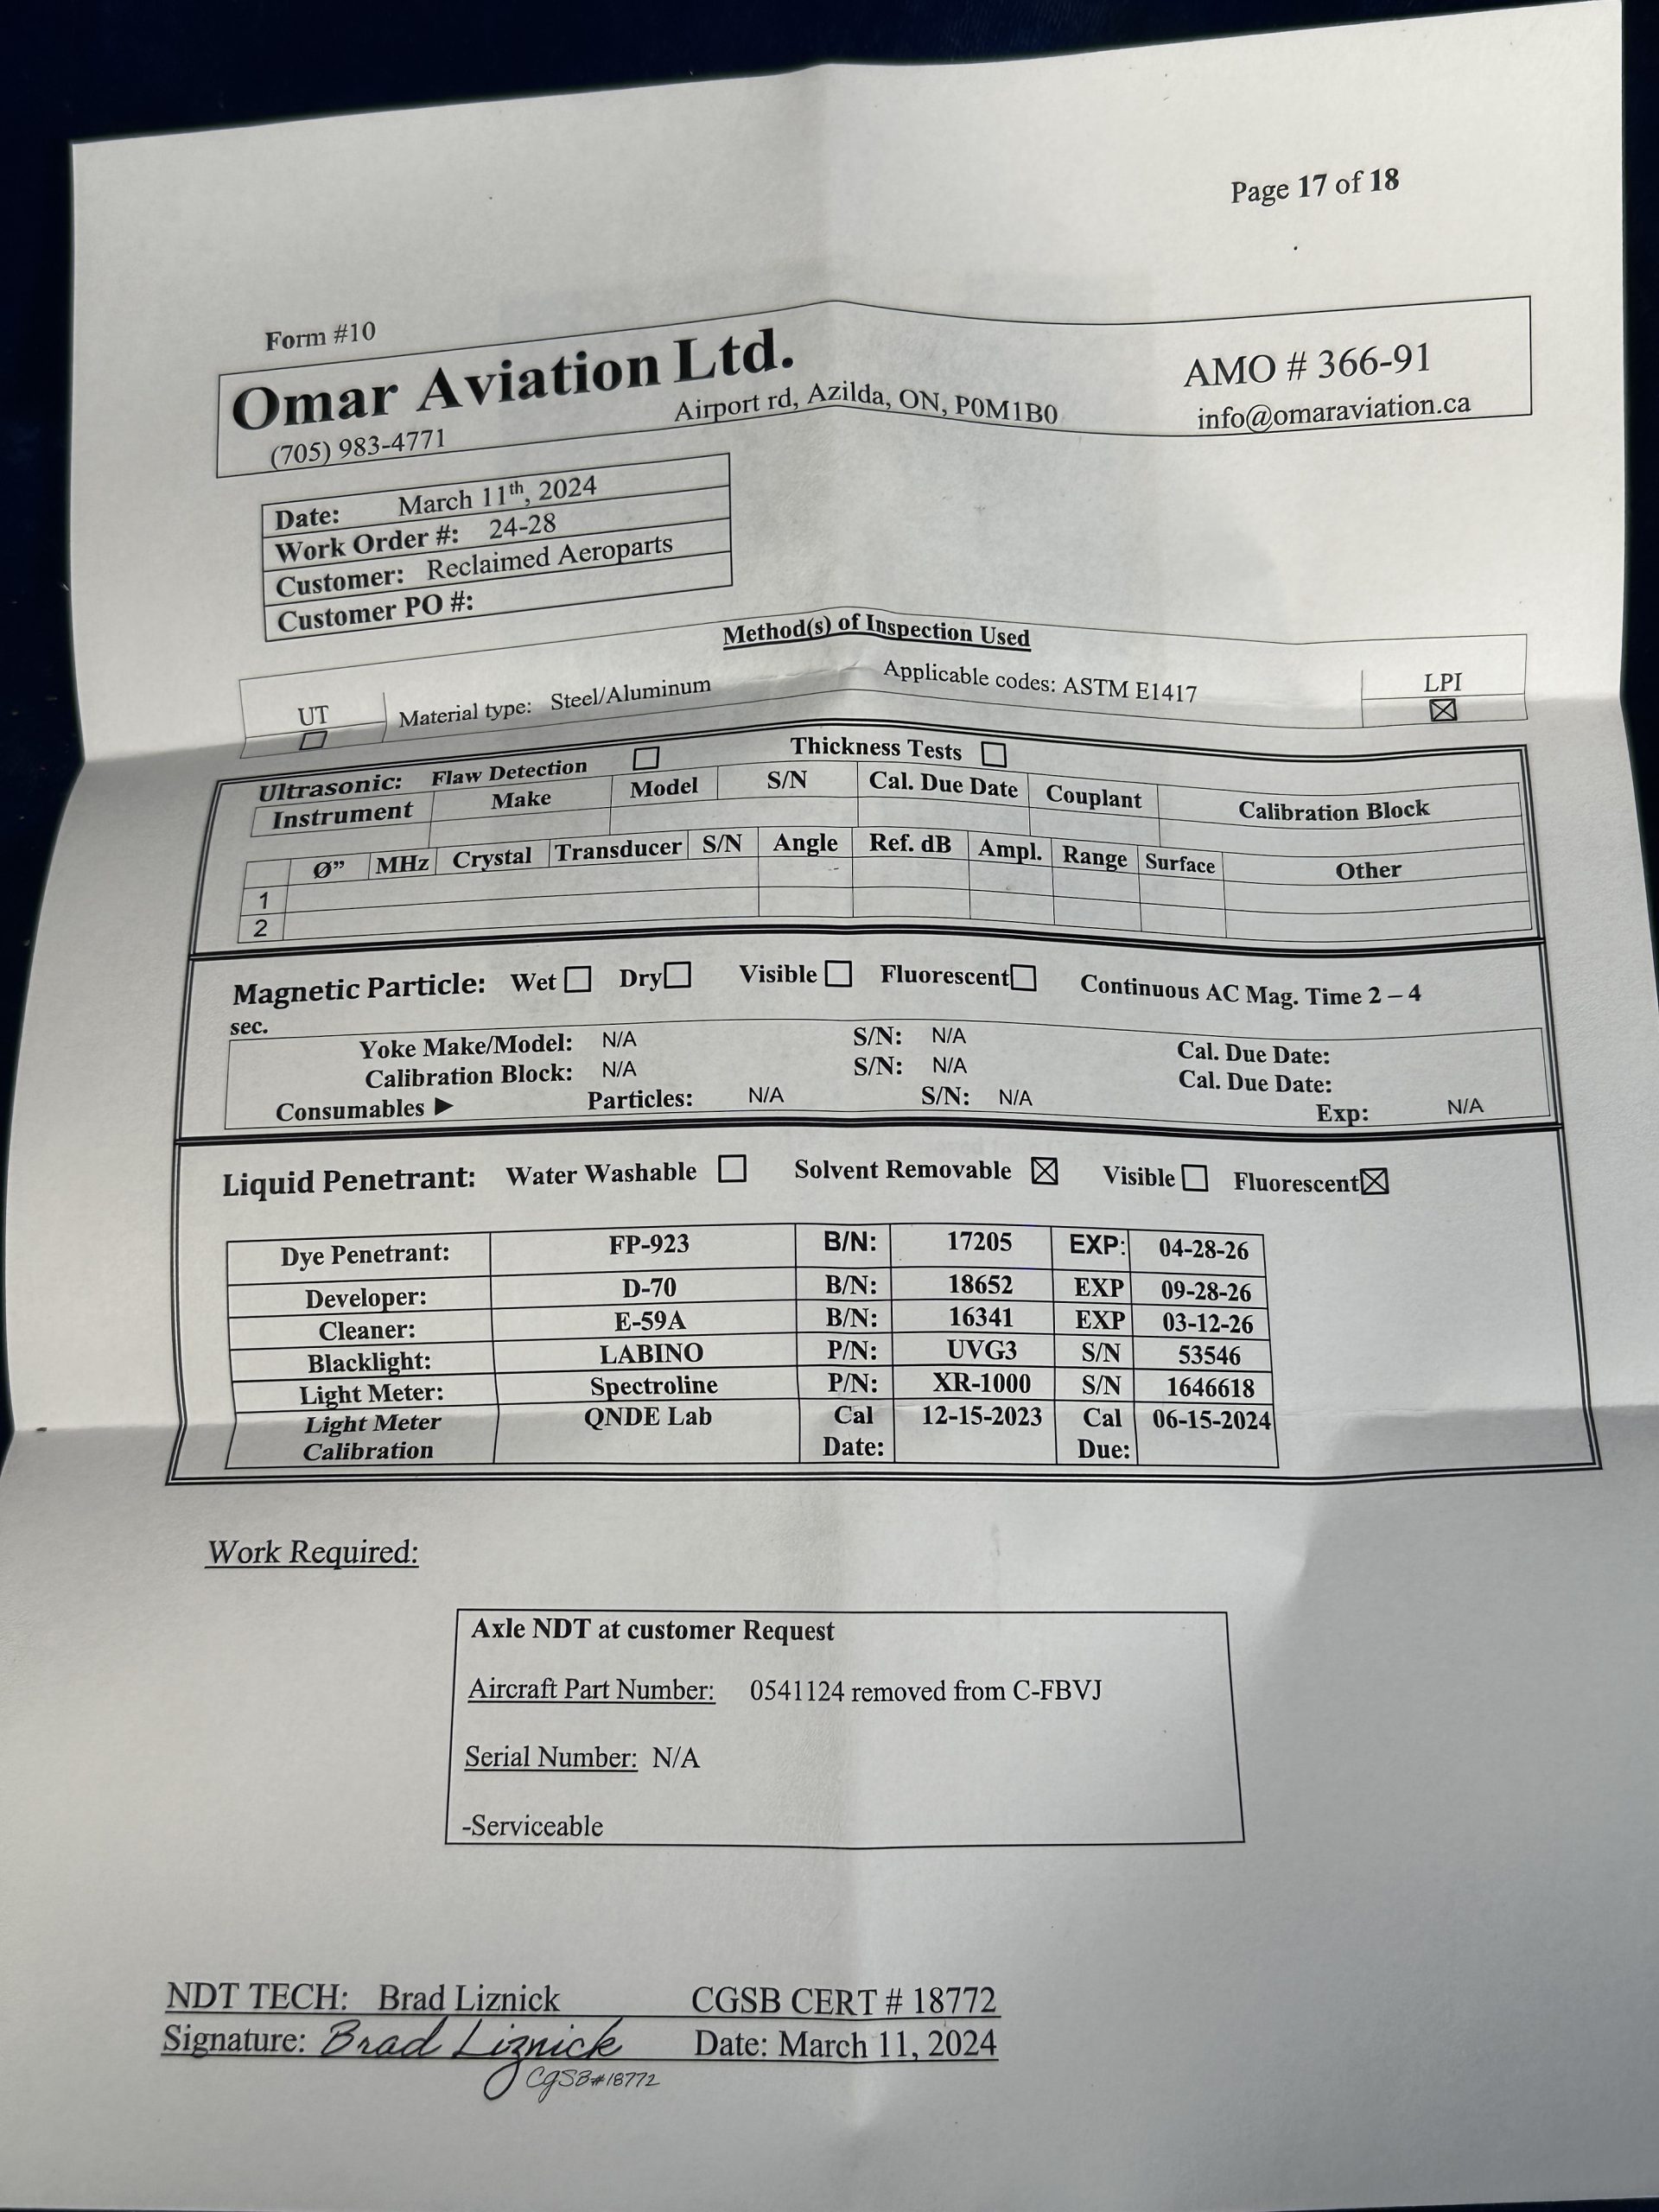 Page 17 of 18
Form #10
Omar Aviation Ltd.
AMO # 366-91
(705) 983-4771 Airport rd, Azilda, ON, P0M1B0 info@omaraviation.ca
Date: March 11th, 2024
Work Order #: 24-28
Customer: Reclaimed Aeroparts
Customer PO #:
Method(s) of Inspection Used
UT Material type: Steel/Aluminum Applicable codes: ASTM E1417 LPI
Ultrasonic: Flaw Detection Thickness Tests
Instrument Make Model S/N Cal. Due Date Couplant Calibration Block
Ø” MHz Crystal Transducer S/N Angle Ref. dB Ampl. Range Surface Other
1
2
Magnetic Particle: Wet Dry Visible Fluorescent Continuous AC Mag. Time 2 – 4
sec.
Yoke Make/Model: N/A S/N: N/A Cal. Due Date:
Calibration Block: N/A S/N: N/A Cal. Due Date:
Consumables ► Particles: N/A S/N: N/A Exp: N/A
Liquid Penetrant: Water Washable Solvent Removable Visible Fluorescent
Dye Penetrant: FP-923 B/N: 17205 EXP: 04-28-26
Developer: D-70 B/N: 18652 EXP 09-28-26
Cleaner: E-59A B/N: 16341 EXP 03-12-26
Blacklight: LABINO P/N: UVG3 S/N 53546
Light Meter: Spectroline P/N: XR-1000 S/N 1646618
Light Meter QNDE Lab Cal 12-15-2023 Cal 06-15-2024
Calibration Date: Due:
Work Required:
Axle NDT at customer Request
Aircraft Part Number: 0541124 removed from C-FBVJ
Serial Number: N/A
-Serviceable
NDT TECH: Brad Liznick CGSB CERT # 18772
Signature: Brad Liznick Date: March 11, 2024
CGSB#18772